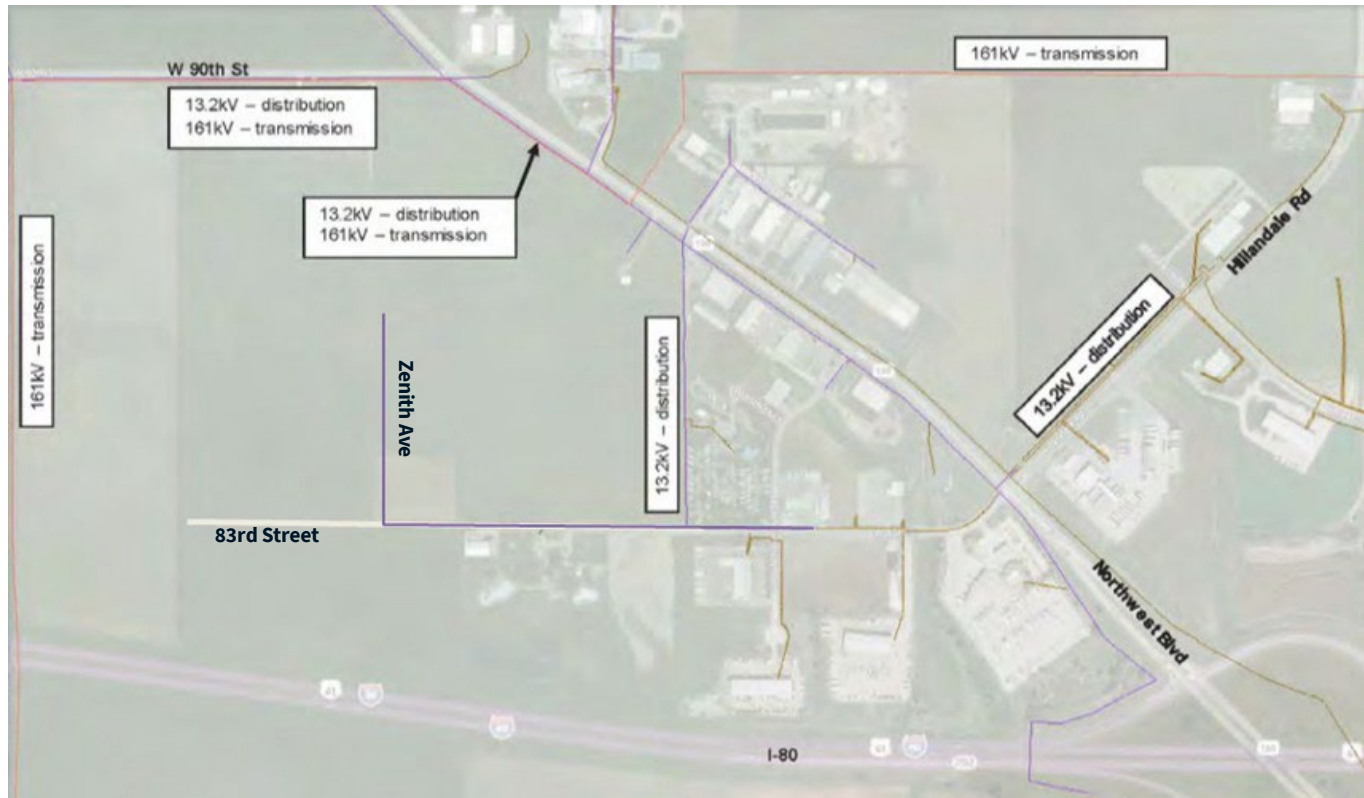 W 90th St
13.2kV – distribution
161kV – transmission
161kV – transmission
13.2kV – distribution
161kV – transmission
161kV – transmission
Hillandale Rd
13.2kV – distribution
13.2kV – distribution
Zenith Ave
83rd Street
Northwest Blvd
I-80